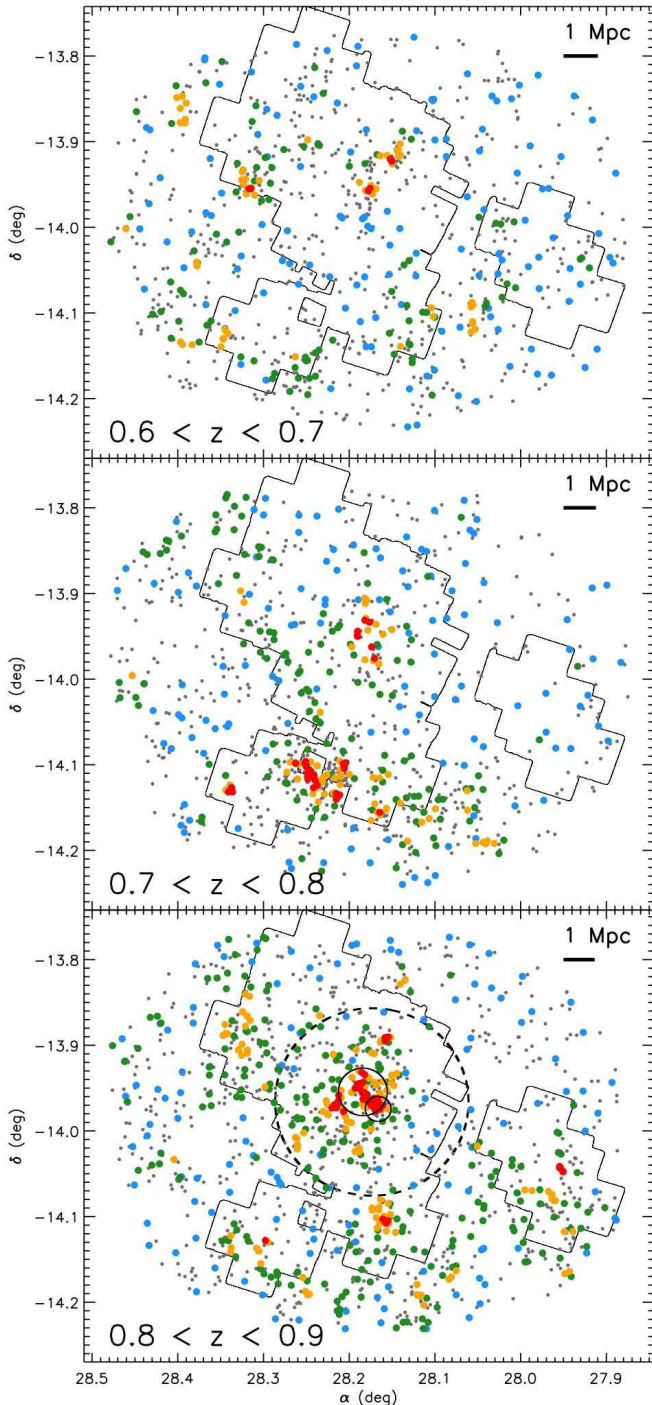 1 Mpc
−13.8
−13.9
−14.0
−14.1
−14.2
δ (deg)
0.6 < z < 0.7
1 Mpc
−13.8
−13.9
−14.0
−14.1
−14.2
δ (deg)
0.7 < z < 0.8
1 Mpc
−13.8
−13.9
−14.0
−14.1
−14.2
δ (deg)
0.8 < z < 0.9
28.5 28.4 28.3 28.2 28.1 28.0 27.9
α (deg)